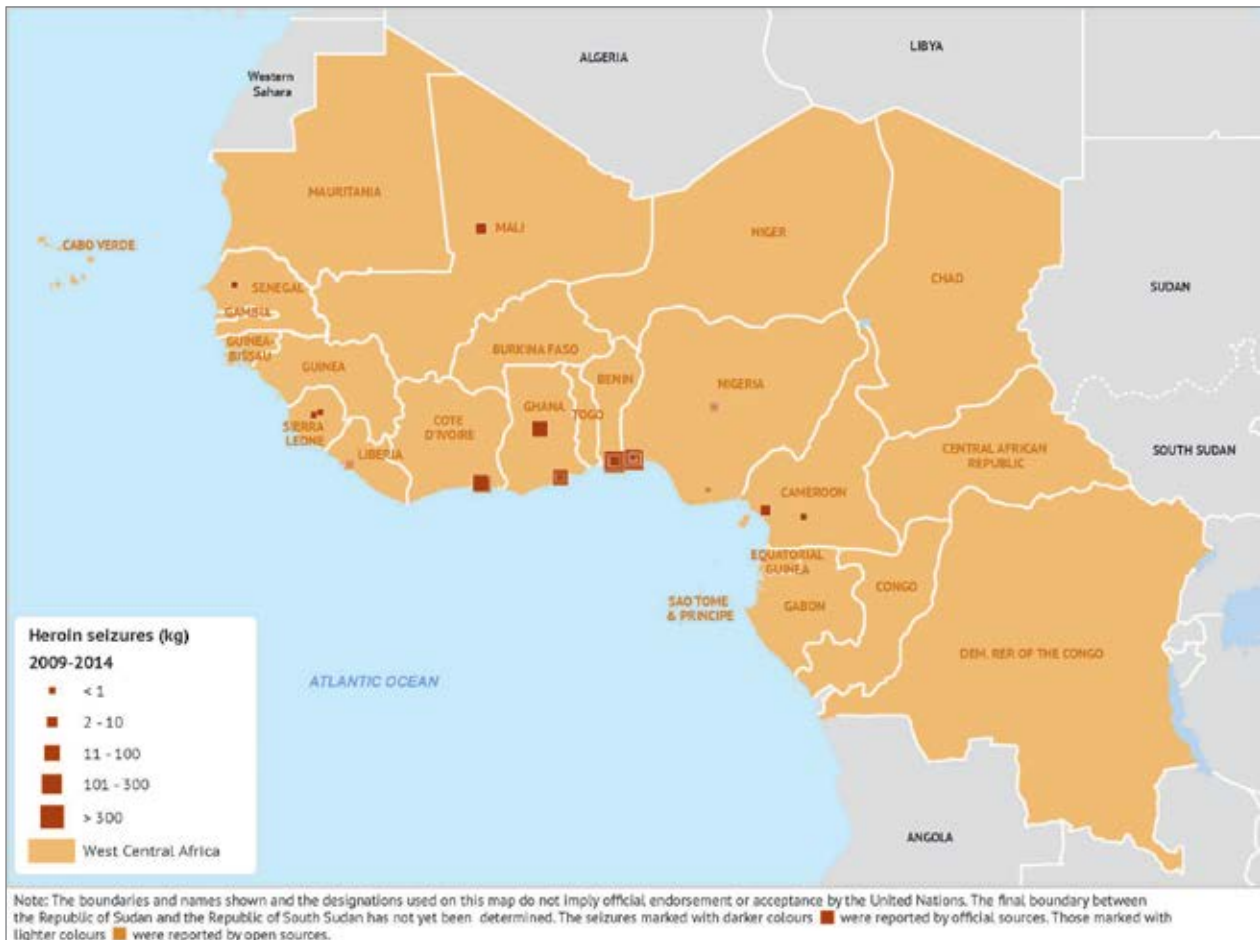 ALGERIA
LIBYA
Western
Sahara
MAURITANIA
MALI
NIGER
CHAD
CABO VERDE
SUDAN
SENEGAL
GAMBIA
GUINEA-
BISSAU
GUINEA
BURKINA FASO
BENIN
NIGERIA
GHANA
TOGO
COTE
D'IVOIRE
SIERRA
LEONE
LIBERIA
CENTRAL AFRICAN
REPUBLIC
SOUTH SUDAN
CAMEROON
EQUATORIAL
GUINEA
SAO TOME
& PRINCIPE
GABON
CONGO
DEM. REP. OF THE CONGO
ATLANTIC OCEAN
ANGOLA
Heroin seizures (kg)
2009-2014
< 1
2 - 10
11 - 100
101 - 300
> 300
West Central Africa
Note: The boundaries and names shown and the designations used on this map do not imply official endorsement or acceptance by the United Nations. The final boundary between
the Republic of Sudan and the Republic of South Sudan has not yet been determined. The seizures marked with darker colours were reported by official sources. Those marked with
lighter colours were reported by open sources.